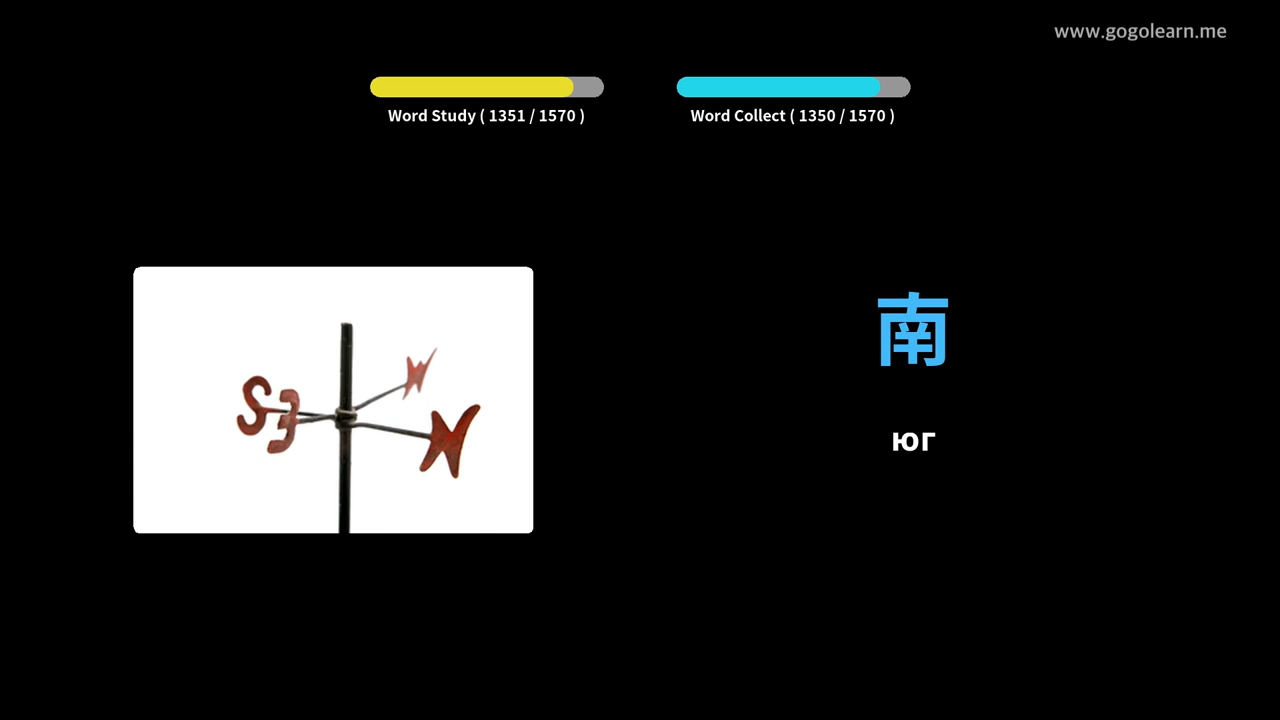 www.gogolearn.me
Word Study ( 1351 / 1570 )
Word Collect ( 1350 / 1570 )
S E W N
南
юг